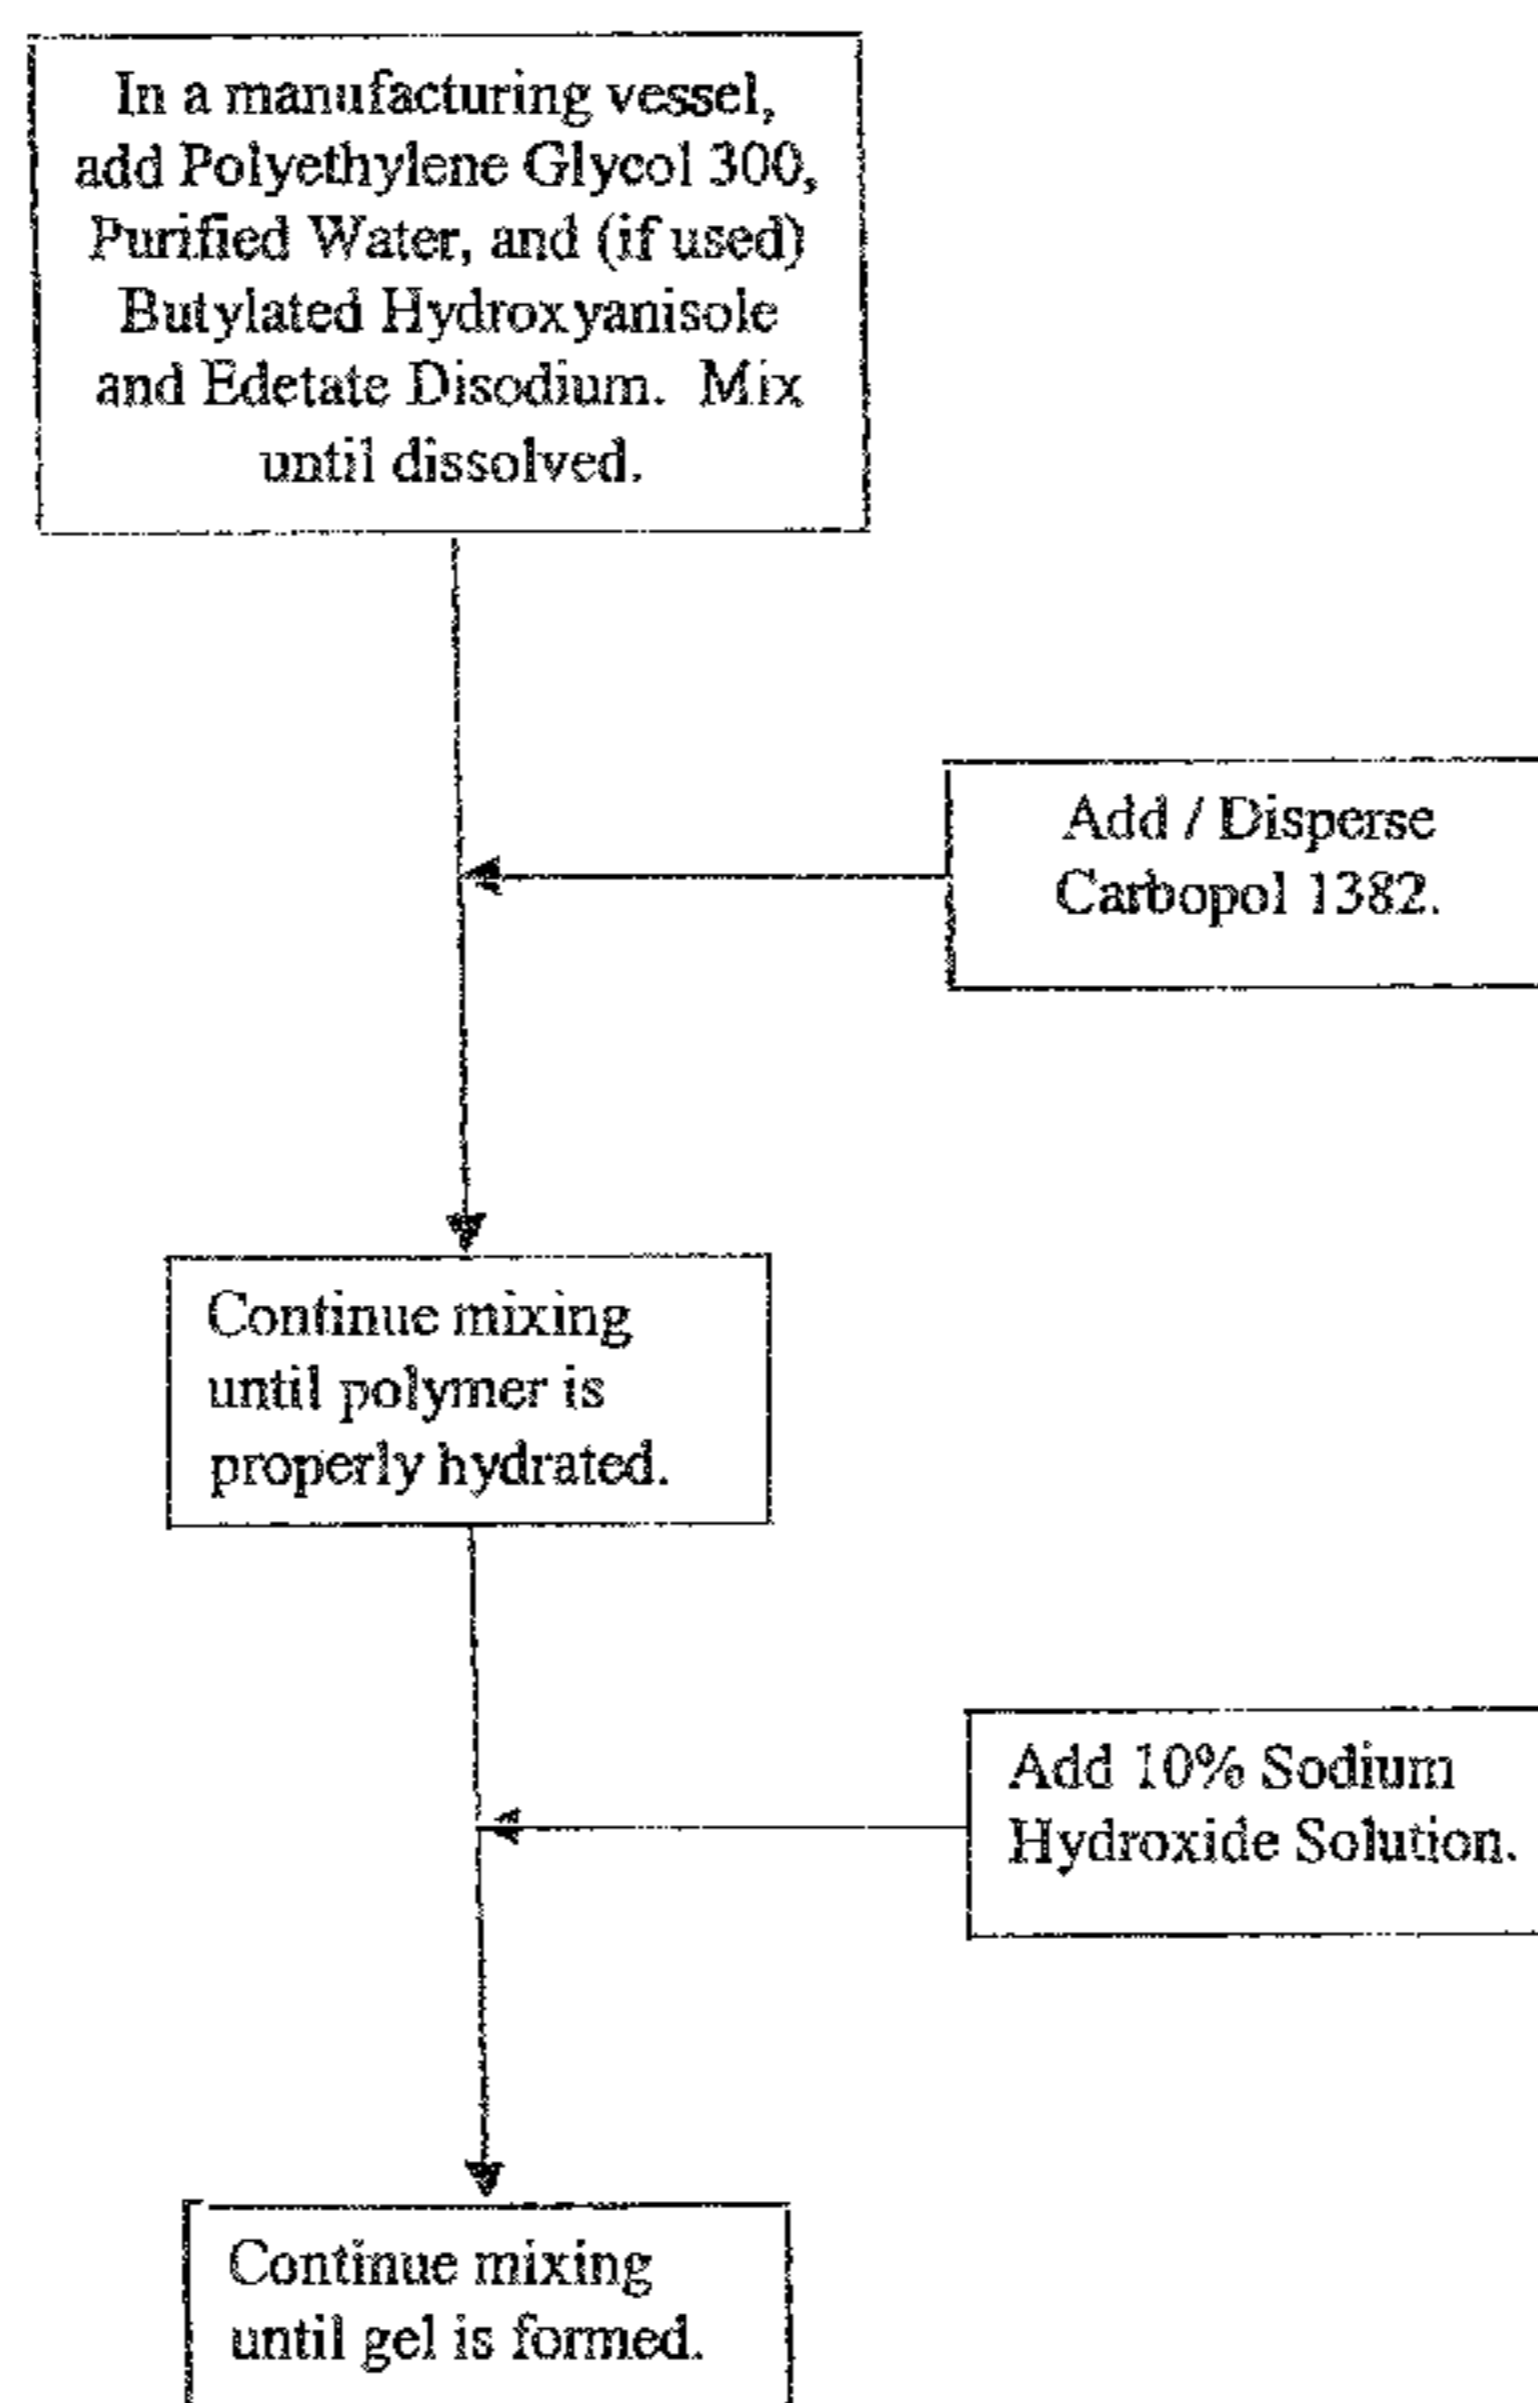 In a manufacturing vessel,
add Polyethylene Glycol 300,
Purified Water, and (if used)
Butylated Hydroxyanisole
and Edetate Disodium. Mix
until dissolved.
Add / Disperse
Carbopol 1382.
Continue mixing
until polymer is
properly hydrated.
Add 10% Sodium
Hydroxide Solution.
Continue mixing
until gel is formed.